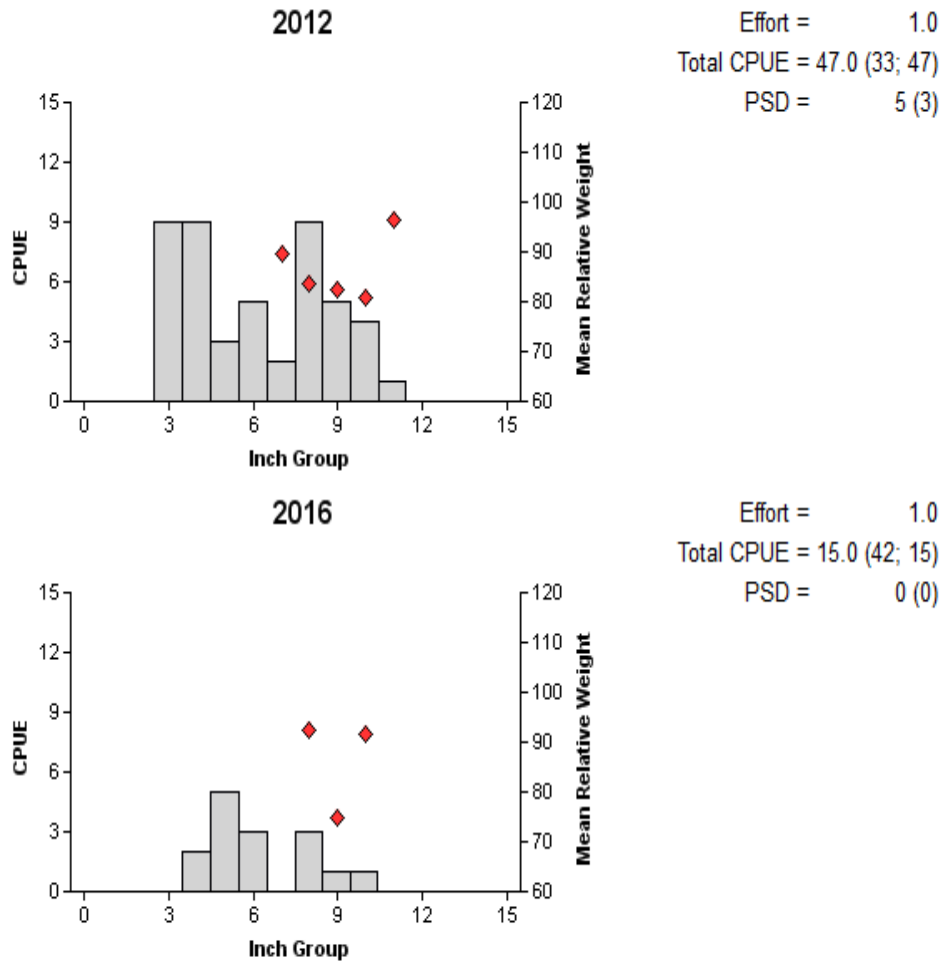 2012
Effort = 1.0
Total CPUE = 47.0 (33; 47)
PSD = 5 (3)
15
12
9
6
3
0
CPUE
120
110
100
90
80
70
60
Mean Relative Weight
0 3 6 9 12 15
Inch Group
2016
Effort = 1.0
Total CPUE = 15.0 (42; 15)
PSD = 0 (0)
15
12
9
6
3
0
CPUE
120
110
100
90
80
70
60
Mean Relative Weight
0 3 6 9 12 15
Inch Group